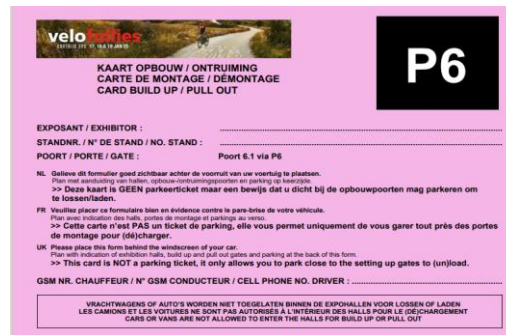 velofollies
KAART OPBOUW / ONTRUIMING
CARTE DE MONTAGE / DÉMONTAGE
CARD BUILD UP / PULL OUT
P6
EXPOSANT / EXHIBITOR : ........................................
STANDNR. / N° DE STAND / NO. STAND : ........................................
POORT / PORTE / GATE : Poort 6.1 via P6
NL Gelieve dit formulier goed zichtbaar achter de voorruit van uw voertuig te plaatsen.
Plan met aanduiding van hallen, opbouw-/ontruimingpoorten en parking op keerzijde.
>> Deze kaart is GEEN parkeerticket maar een bewijs dat u dicht bij de opbouwpoorten mag parkeren om
te lossen/laden.
FR Veuillez placer ce formulaire bien en évidence contre le pare-brise de votre véhicule.
Plan avec indication des halls, portes de montage et parkings au verso.
>> Cette carte n'est PAS un ticket de parking, elle vous permet uniquement de vous garer tout près des portes
de montage pour (dé)charger.
UK Please place this form behind the windscreen of your car.
Plan with indication of exhibition halls, build up/pull out gates and parking at the back of this form.
>> This card is NOT a parking ticket, it only allows you to park close to the setting up gates to (un)load.
GSM NR. CHAUFFEUR / N° GSM CONDUCTEUR / CELL PHONE NO. DRIVER : ........................................
VRACHTWAGENS OF AUTO'S WORDEN NIET TOEGELATEN BINNEN DE EXPOHALLEN VOOR LOSSEN OF LADEN
LES CAMIONS ET LES VOITURES NE SONT PAS AUTORISÉS À L'INTÉRIEUR DES HALLS POUR LE (DÉ)CHARGEMENT
CARS OR VANS ARE NOT ALLOWED TO ENTER THE HALLS FOR BUILD UP OR PULL OUT